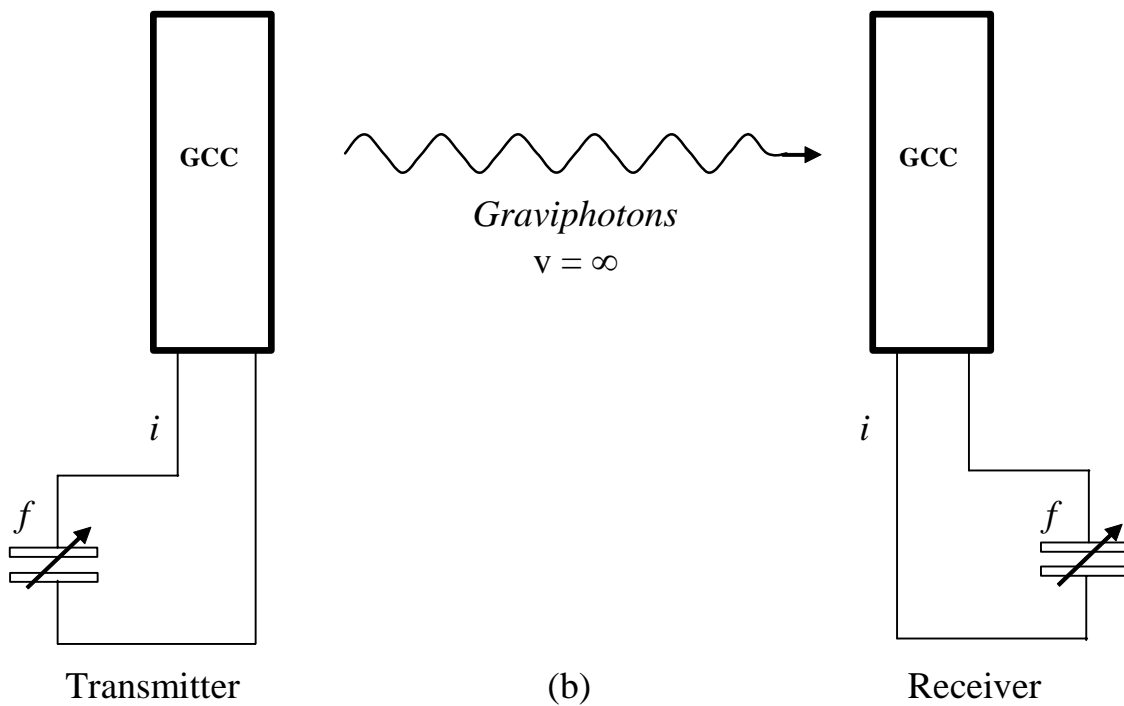 GCC
GCC
Graviphotons
v = ∞
i
i
f
f
Transmitter
(b)
Receiver